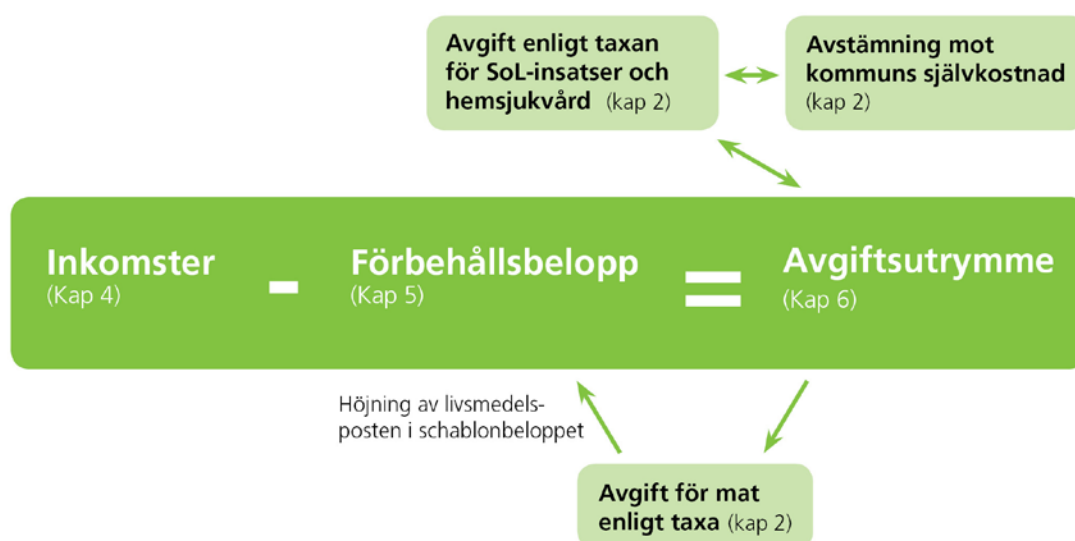 Avgift enligt taxan
för SoL-insatser och
hemsjukvård (kap 2)
Avstämning mot
kommuns självkostnad
(kap 2)
Inkomster
(Kap 4)
-
Förbehållsbelopp
(Kap 5)
=
Avgiftsutrymme
(Kap 6)
Höjning av livsmedels-
posten i schablonbeloppet
Avgift för mat
enligt taxa (kap 2)